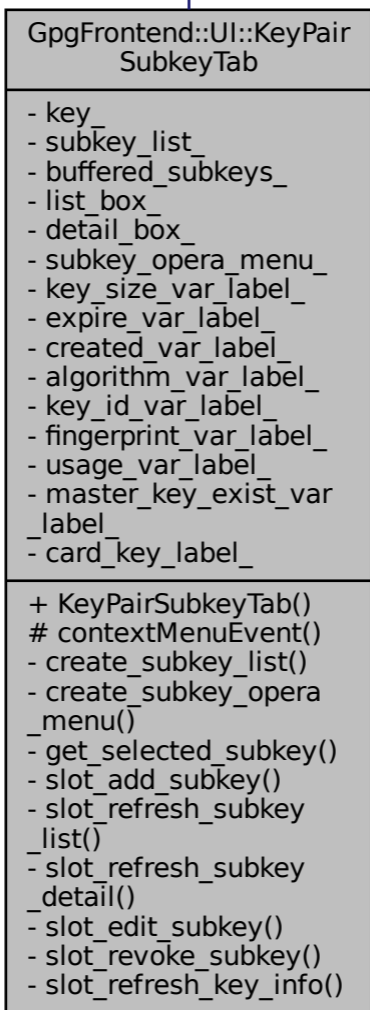 GpgFrontend::UI::KeyPair
SubkeyTab
- key_
- subkey_list_
- buffered_subkeys_
- list_box_
- detail_box_
- subkey_opera_menu_
- key_size_var_label_
- expire_var_label_
- created_var_label_
- algorithm_var_label_
- key_id_var_label_
- fingerprint_var_label_
- usage_var_label_
- master_key_exist_var
_label_
- card_key_label_
+ KeyPairSubkeyTab()
# contextMenuEvent()
- create_subkey_list()
- create_subkey_opera
_menu()
- get_selected_subkey()
- slot_add_subkey()
- slot_refresh_subkey
_list()
- slot_refresh_subkey
_detail()
- slot_edit_subkey()
- slot_revoke_subkey()
- slot_refresh_key_info()